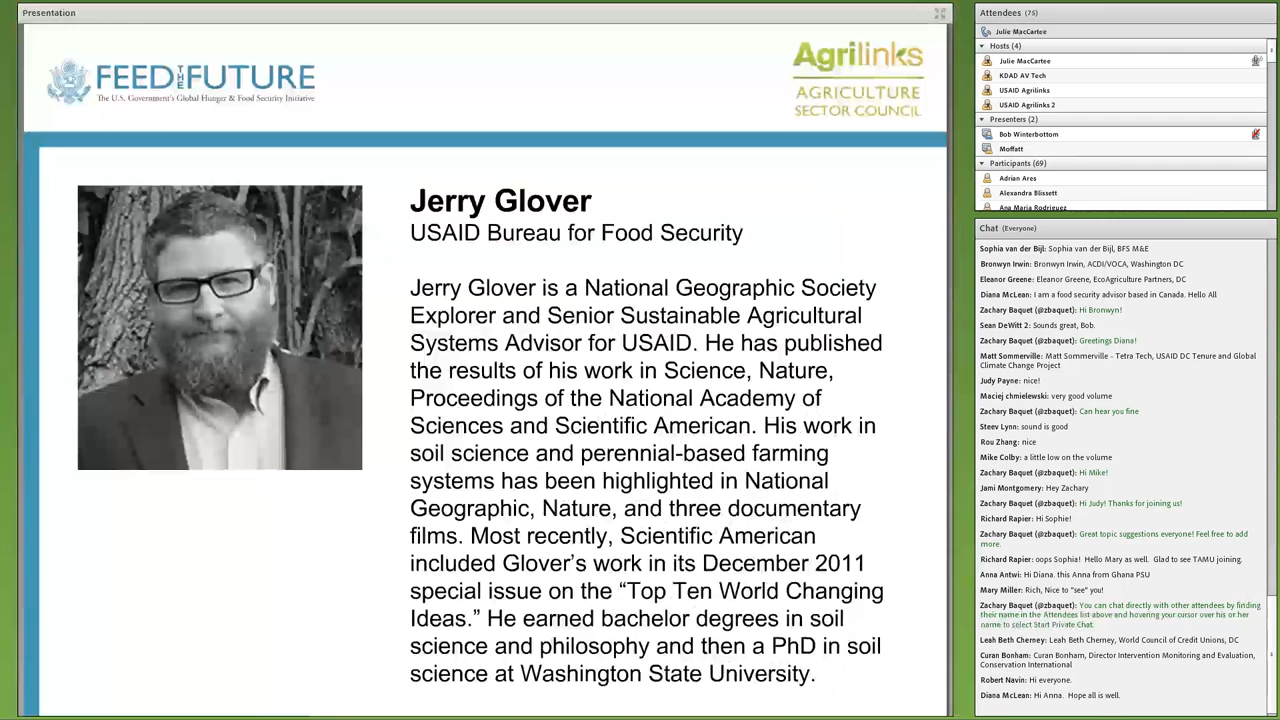 Presentation
FEED THE FUTURE
The U.S. Government's Global Hunger & Food Security Initiative
Agrilinks
AGRICULTURE
SECTOR COUNCIL
Jerry Glover
USAID Bureau for Food Security
Jerry Glover is a National Geographic Society
Explorer and Senior Sustainable Agricultural
Systems Advisor for USAID. He has published
the results of his work in Science, Nature,
Proceedings of the National Academy of
Sciences and Scientific American. His work in
soil science and perennial-based farming
systems has been highlighted in National
Geographic, Nature, and three documentary
films. Most recently, Scientific American
included Glover's work in its December 2011
special issue on the “Top Ten World Changing
Ideas.” He earned bachelor degrees in soil
science and philosophy and then a PhD in soil
science at Washington State University.
Attendees (75)
Julie MacCartee
Hosts (4)
Julie MacCartee
KDAD AV Tech
USAID Agrilinks
USAID Agrilinks 2
Presenters (2)
Bob Winterbottom
Moffatt
Participants (69)
Adrian Ares
Alexandra Blissett
Ana Maria Rodriguez
Chat (Everyone)
Sophia van der Bijl: Sophia van der Bijl, BFS M&E
Bronwyn Irwin: Bronwyn Irwin, ACDI/VOCA, Washington DC
Eleanor Greene: Eleanor Greene, EcoAgriculture Partners, DC
Diana McLean: I am a food security advisor based in Canada. Hello All
Zachary Baquet (@zbaquet): Hi Bronwyn!
Sean DeWitt 2: Sounds great, Bob.
Zachary Baquet (@zbaquet): Greetings Diana!
Matt Sommerville: Matt Sommerville - Tetra Tech, USAID DC Tenure and Global
Climate Change Project
Judy Payne: nice!
Maciej chmielewski: very good volume
Zachary Baquet (@zbaquet): Can hear you fine
Steev Lynn: sound is good
Rou Zhang: nice
Mike Colby: a little low on the volume
Zachary Baquet (@zbaquet): Hi Mike!
Jami Montgomery: Hey Zachary
Zachary Baquet (@zbaquet): Hi Judy! Thanks for joining us!
Richard Rapier: Hi Sophie!
Zachary Baquet (@zbaquet): Great topic suggestions everyone! Feel free to add
more.
Richard Rapier: oops Sophia! Hello Mary as well. Glad to see TAMU joining.
Anna Antwi: Hi Diana. this Anna from Ghana PSU
Mary Miller: Rich, Nice to "see" you!
Zachary Baquet (@zbaquet): You can chat directly with other attendees by finding
their name in the Attendees list above and hovering your cursor over his or her
name to select Start Private Chat.
Leah Beth Cherney: Leah Beth Cherney, World Council of Credit Unions, DC
Curan Bonham: Curan Bonham, Director Intervention Monitoring and Evaluation,
Conservation International
Robert Navin: Hi everyone.
Diana McLean: Hi Anna. Hope all is well.